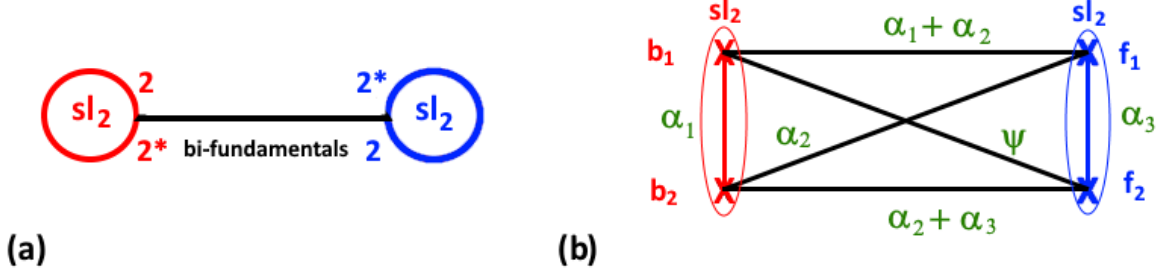 sl₂ 2 2* bi-fundamentals 2* 2 sl₂
(a)
sl₂ sl₂
b₁ α₁ + α₂ f₁
α₁ α₂ ψ α₃
b₂ α₂ + α₃ f₂
(b)